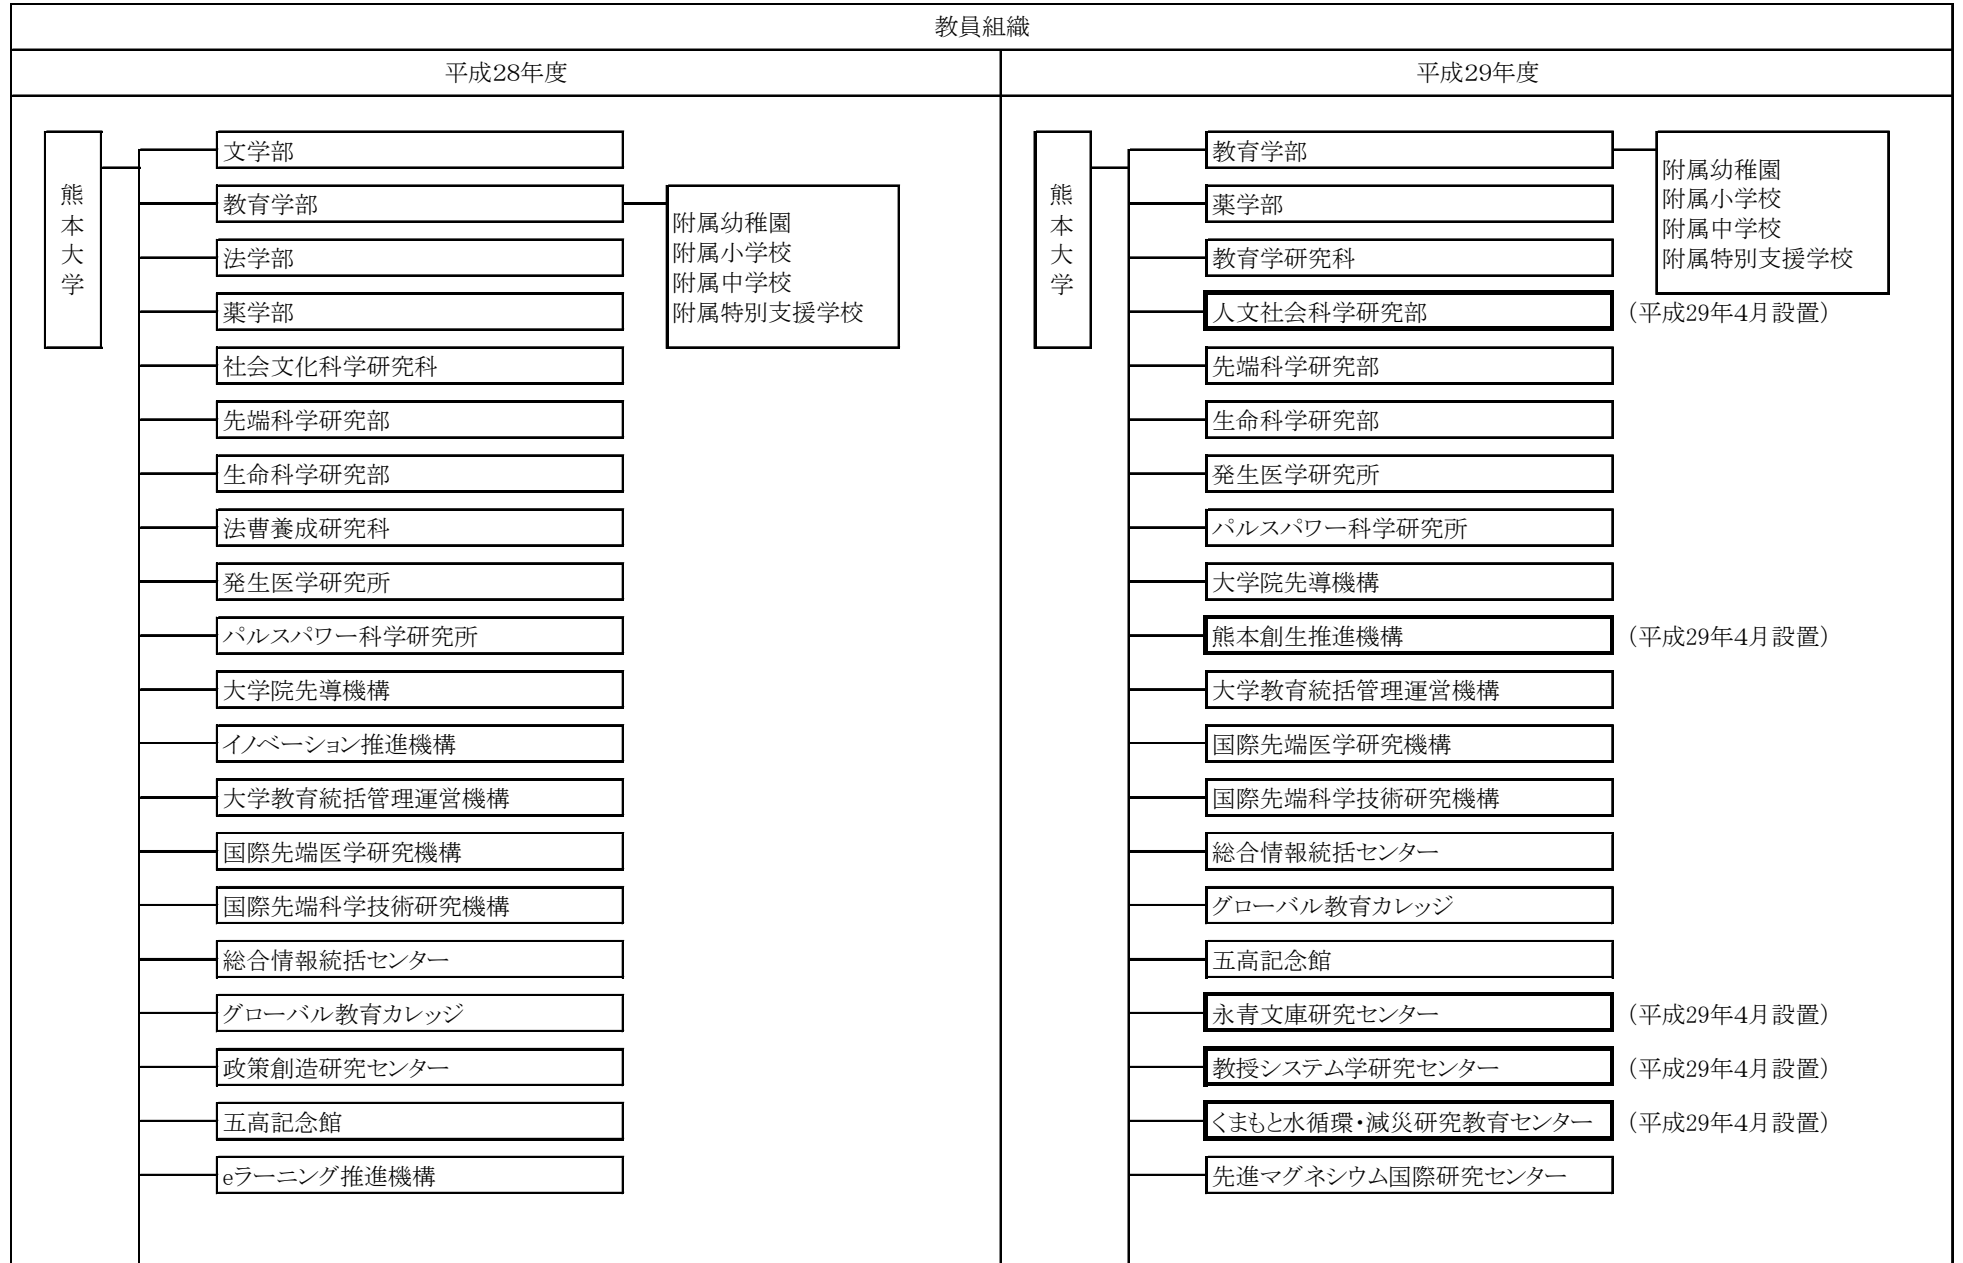 教員組織
平成28年度
平成29年度
熊本大学
文学部
教育学部
附属幼稚園
附属小学校
附属中学校
附属特別支援学校
法学部
薬学部
社会文化科学研究科
先端科学研究部
生命科学研究部
法曹養成研究科
発生医学研究所
パルスパワー科学研究所
大学院先導機構
イノベーション推進機構
大学教育統括管理運営機構
国際先端医学研究機構
国際先端科学技術研究機構
総合情報統括センター
グローバル教育カレッジ
政策創造研究センター
五高記念館
eラーニング推進機構
熊本大学
教育学部
附属幼稚園
附属小学校
附属中学校
附属特別支援学校
薬学部
教育学研究科
人文社会科学研究部 （平成29年4月設置）
先端科学研究部
生命科学研究部
発生医学研究所
パルスパワー科学研究所
大学院先導機構
熊本創生推進機構 （平成29年4月設置）
大学教育統括管理運営機構
国際先端医学研究機構
国際先端科学技術研究機構
総合情報統括センター
グローバル教育カレッジ
五高記念館
永青文庫研究センター （平成29年4月設置）
教授システム学研究センター （平成29年4月設置）
くまもと水循環・減災研究教育センター （平成29年4月設置）
先進マグネシウム国際研究センター